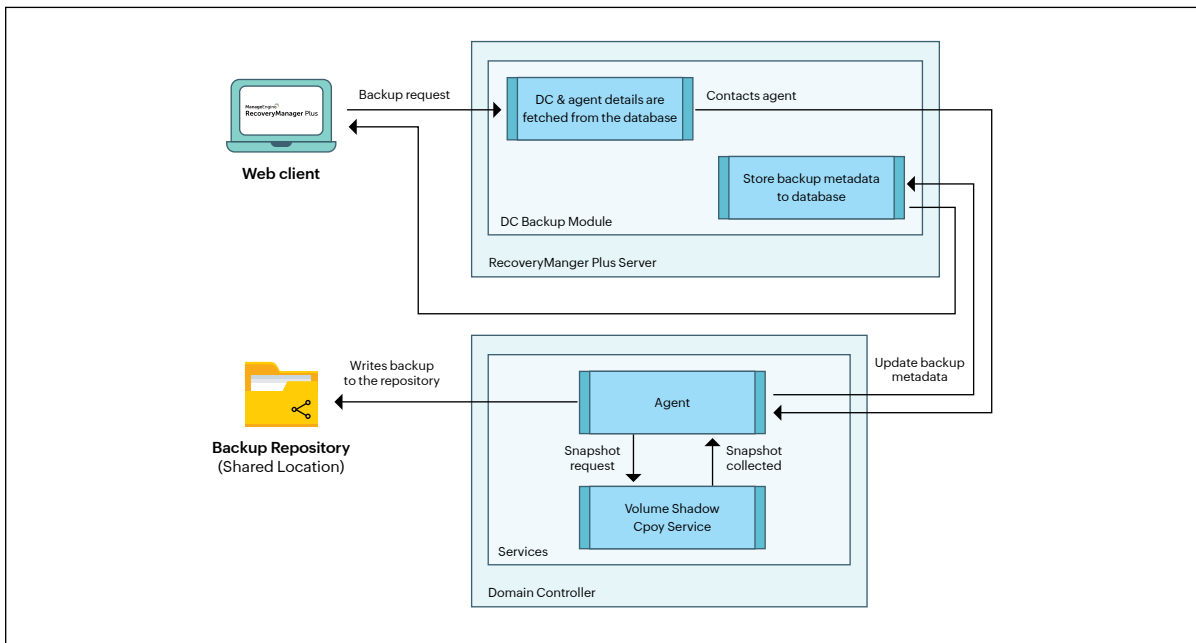 ManageEngine
RecoveryManager Plus
Web client
Backup request
DC & agent details are
fetched from the database
Contacts agent
Store backup metadata
to database
DC Backup Module
RecoveryManger Plus Server
Writes backup
to the repository
Backup Repository
(Shared Location)
Agent
Update backup
metadata
Snapshot
request
Snapshot
collected
Volume Shadow
Cpoy Service
Services
Domain Controller